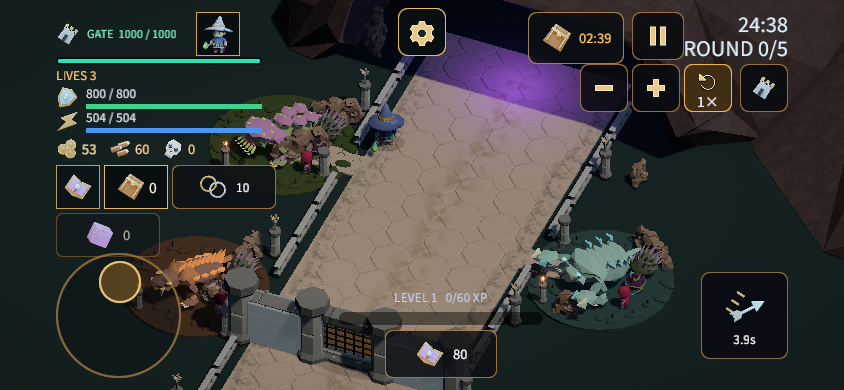 GATE 1000 / 1000
02:39
24:38
ROUND 0/5
LIVES 3
800 / 800
504 / 504
1×
53
60
0
0
10
0
LEVEL 1 0/60 XP
80
3.9s